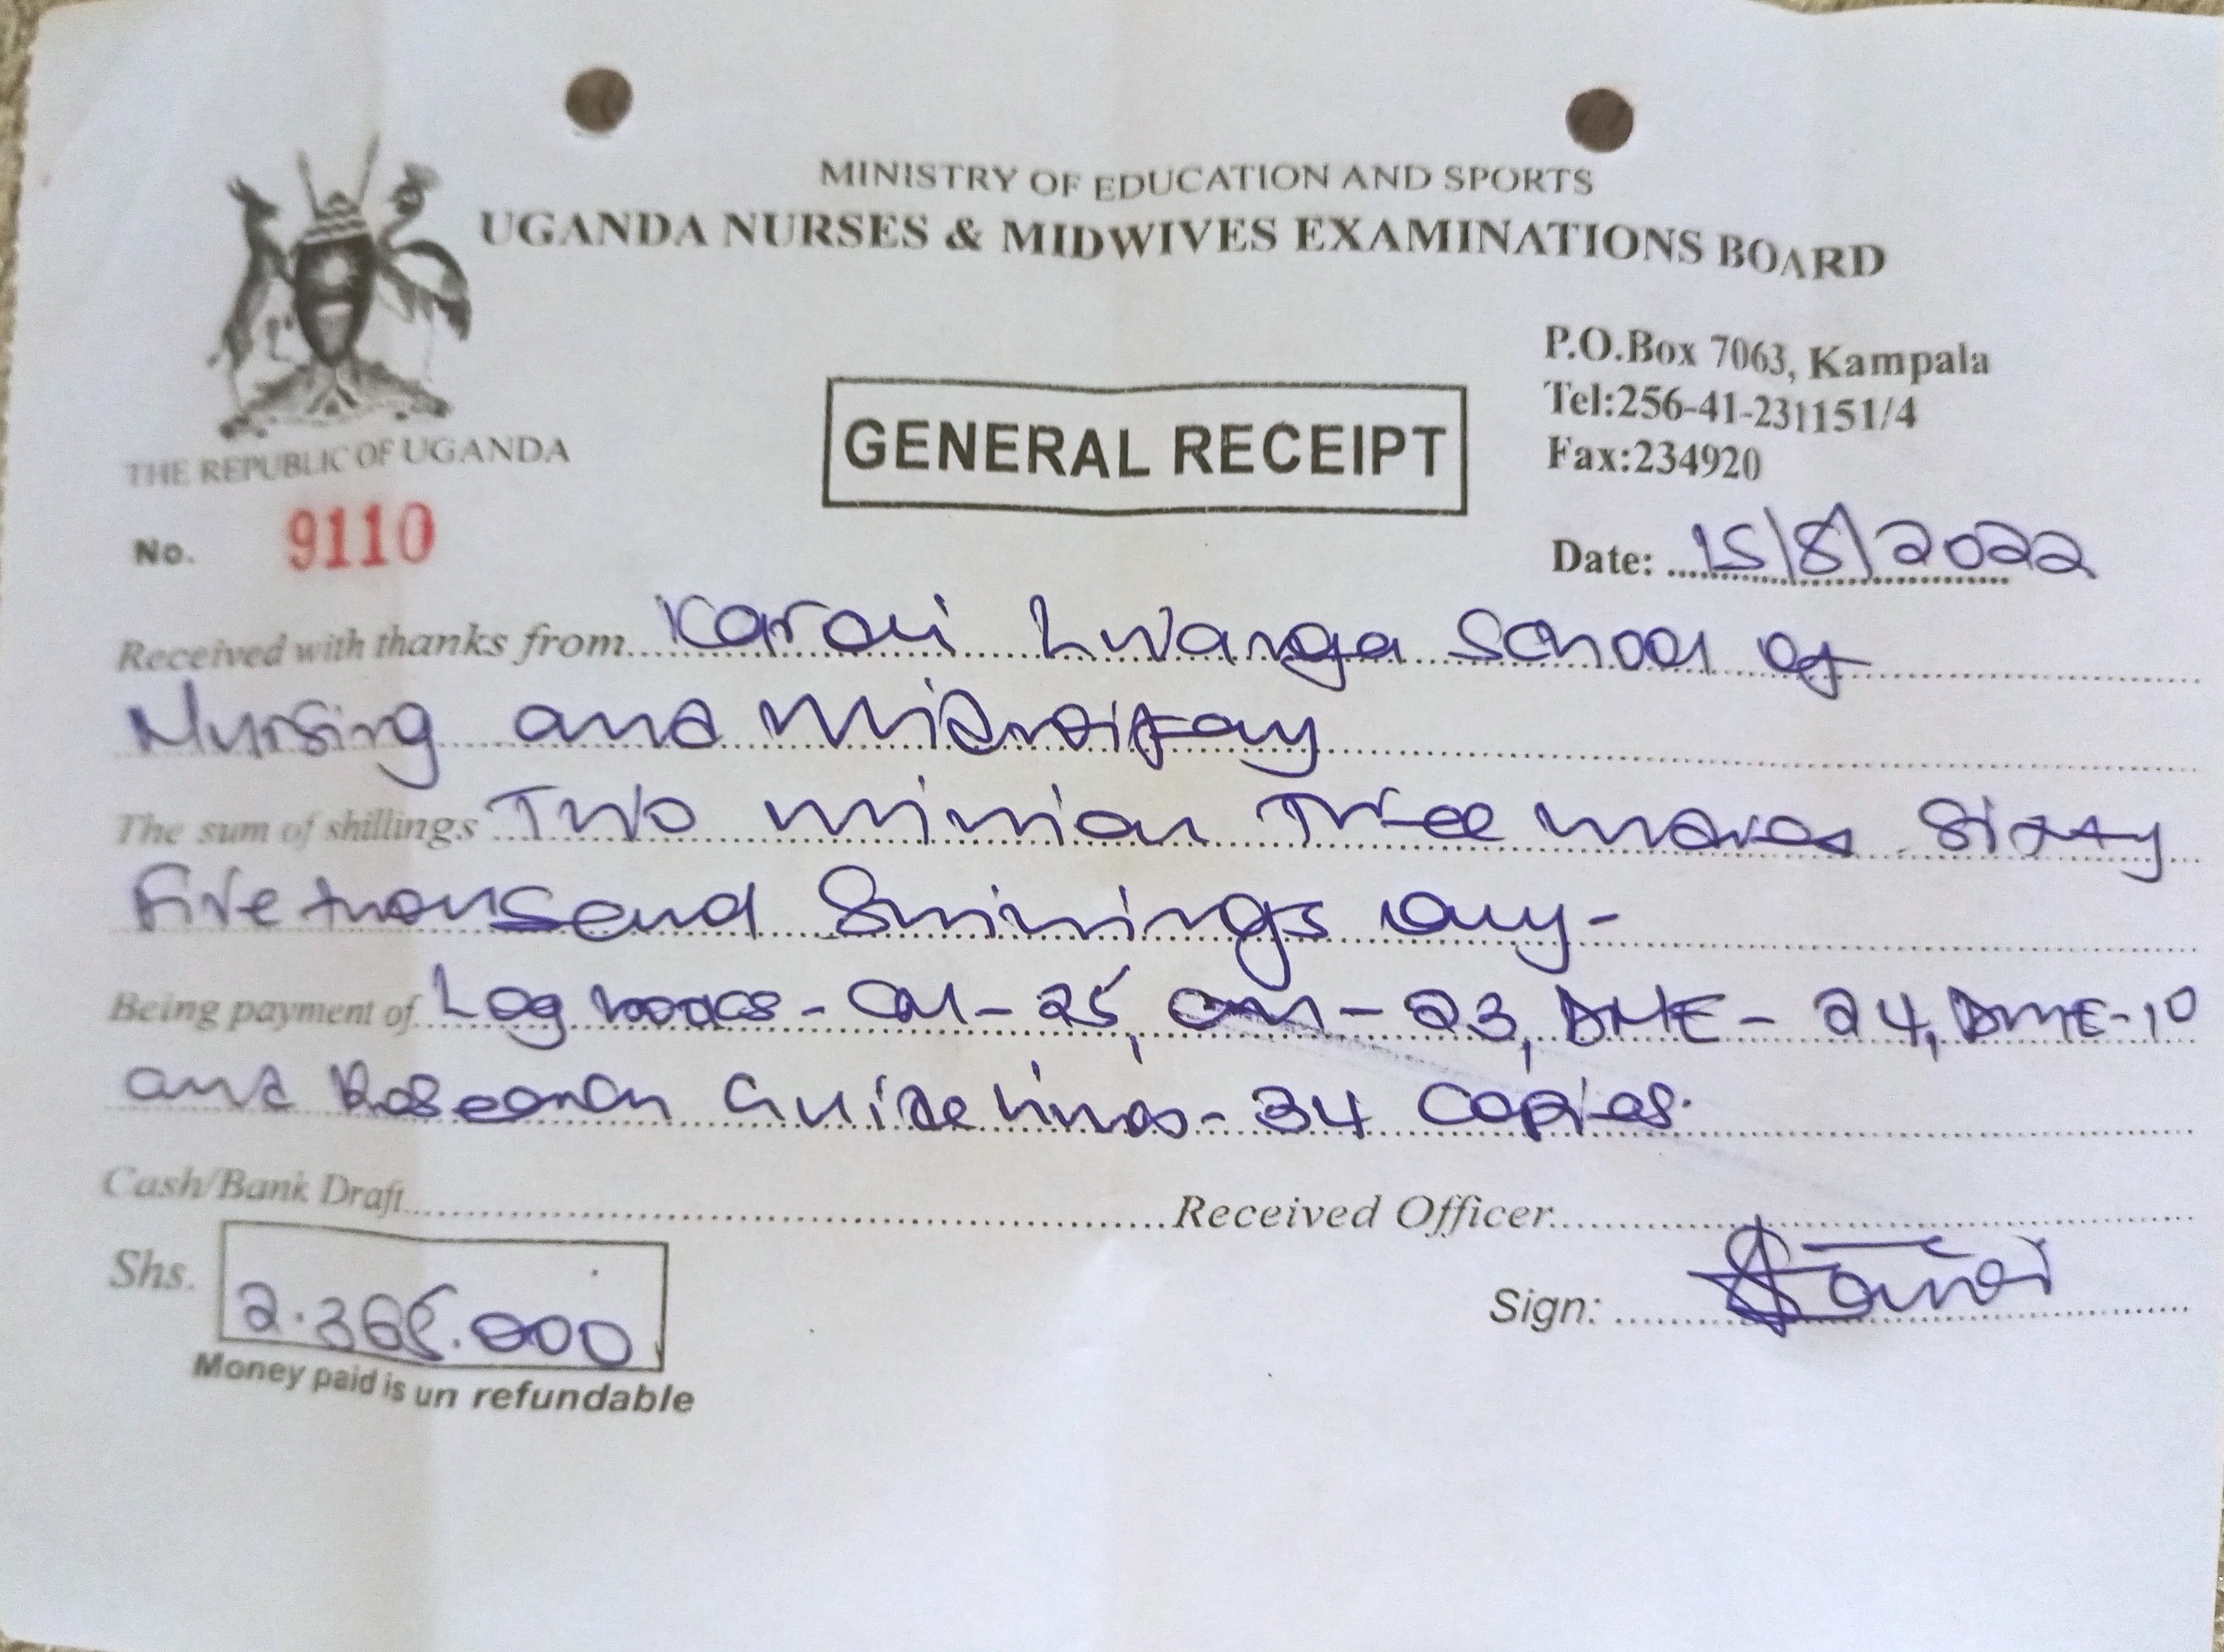 MINISTRY OF EDUCATION AND SPORTS
UGANDA NURSES & MIDWIVES EXAMINATIONS BOARD
P.O.Box 7063, Kampala
Tel:256-41-231151/4
Fax:234920
GENERAL RECEIPT
THE REPUBLIC OF UGANDA
No. 9110
Date: 15/8/2022
Received with thanks from Karoli Lwanga School of
Nursing and Midwifery
The sum of shillings Two million Three hundred Sixty
Five thousand Shillings only-
Being payment of Log books - CM-25, CN-23, DNE-24, DME-10
and Research Guidelines-34 Copies.
Cash/Bank Draft
Received Officer
Shs. 2.365.000
Sign:
Money paid is un refundable